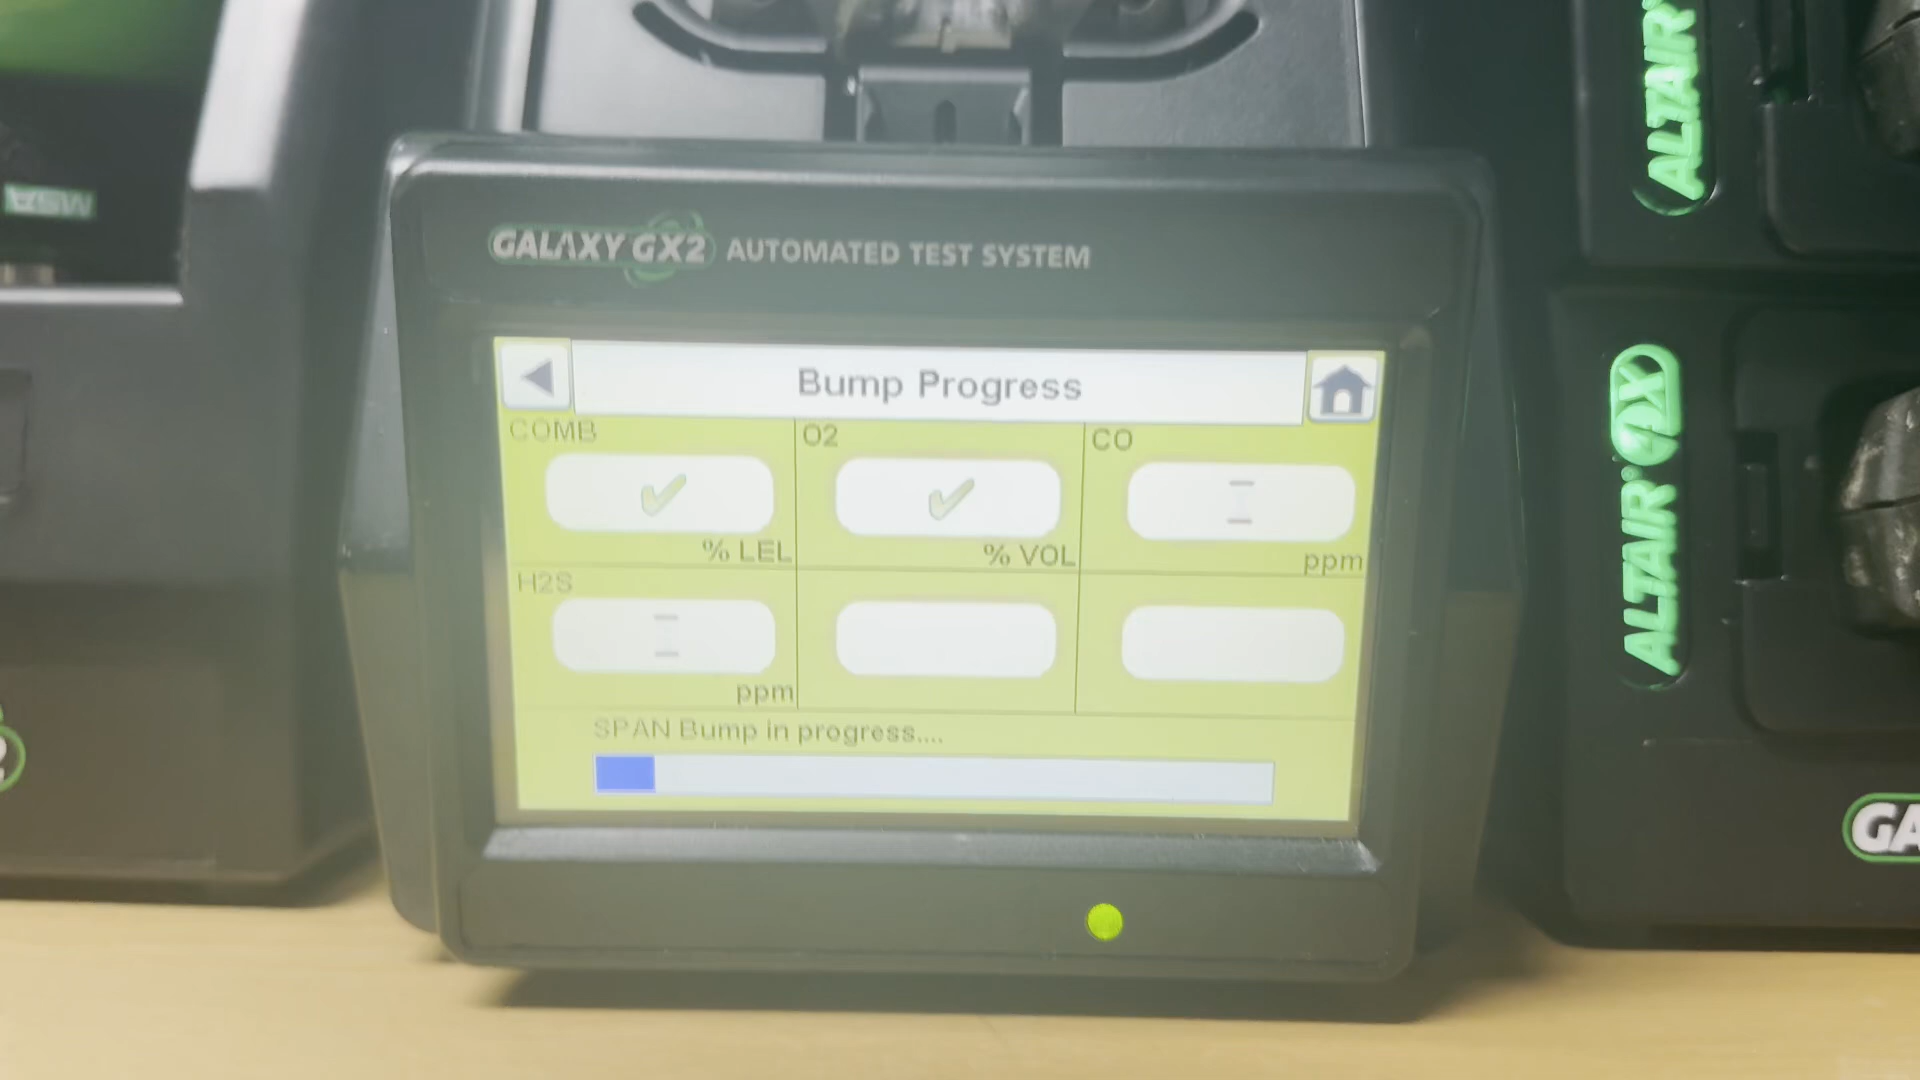 MSA
ALTAIR
GALAXY GX2 AUTOMATED TEST SYSTEM
Bump Progress
COMB
O2
CO
% LEL
% VOL
ppm
H2S
ppm
SPAN Bump in progress....
ALTAIR 4X
GA